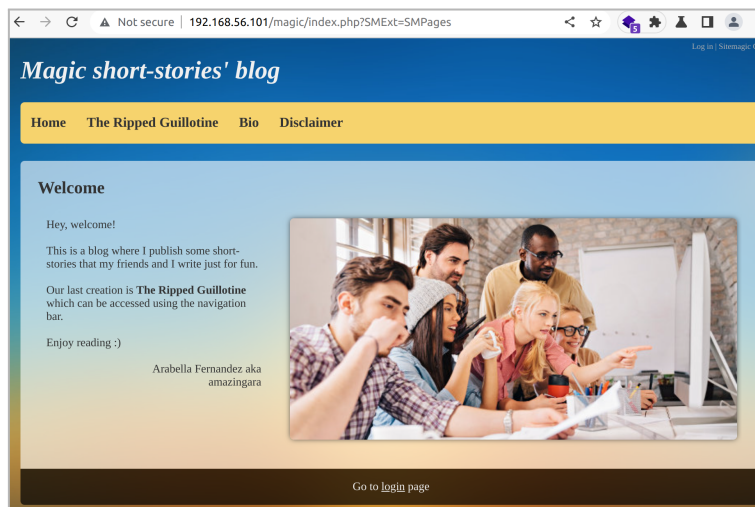 Not secure | 192.168.56.101/magic/index.php?SMExt=SMPages
S
Log in | Sitemagic
Magic short-stories' blog
Home The Ripped Guillotine Bio Disclaimer
Welcome
Hey, welcome!
This is a blog where I publish some short-
stories that my friends and I write just for fun.
Our last creation is The Ripped Guillotine
which can be accessed using the navigation
bar.
Enjoy reading :)
Arabella Fernandez aka
amazingara
Go to login page